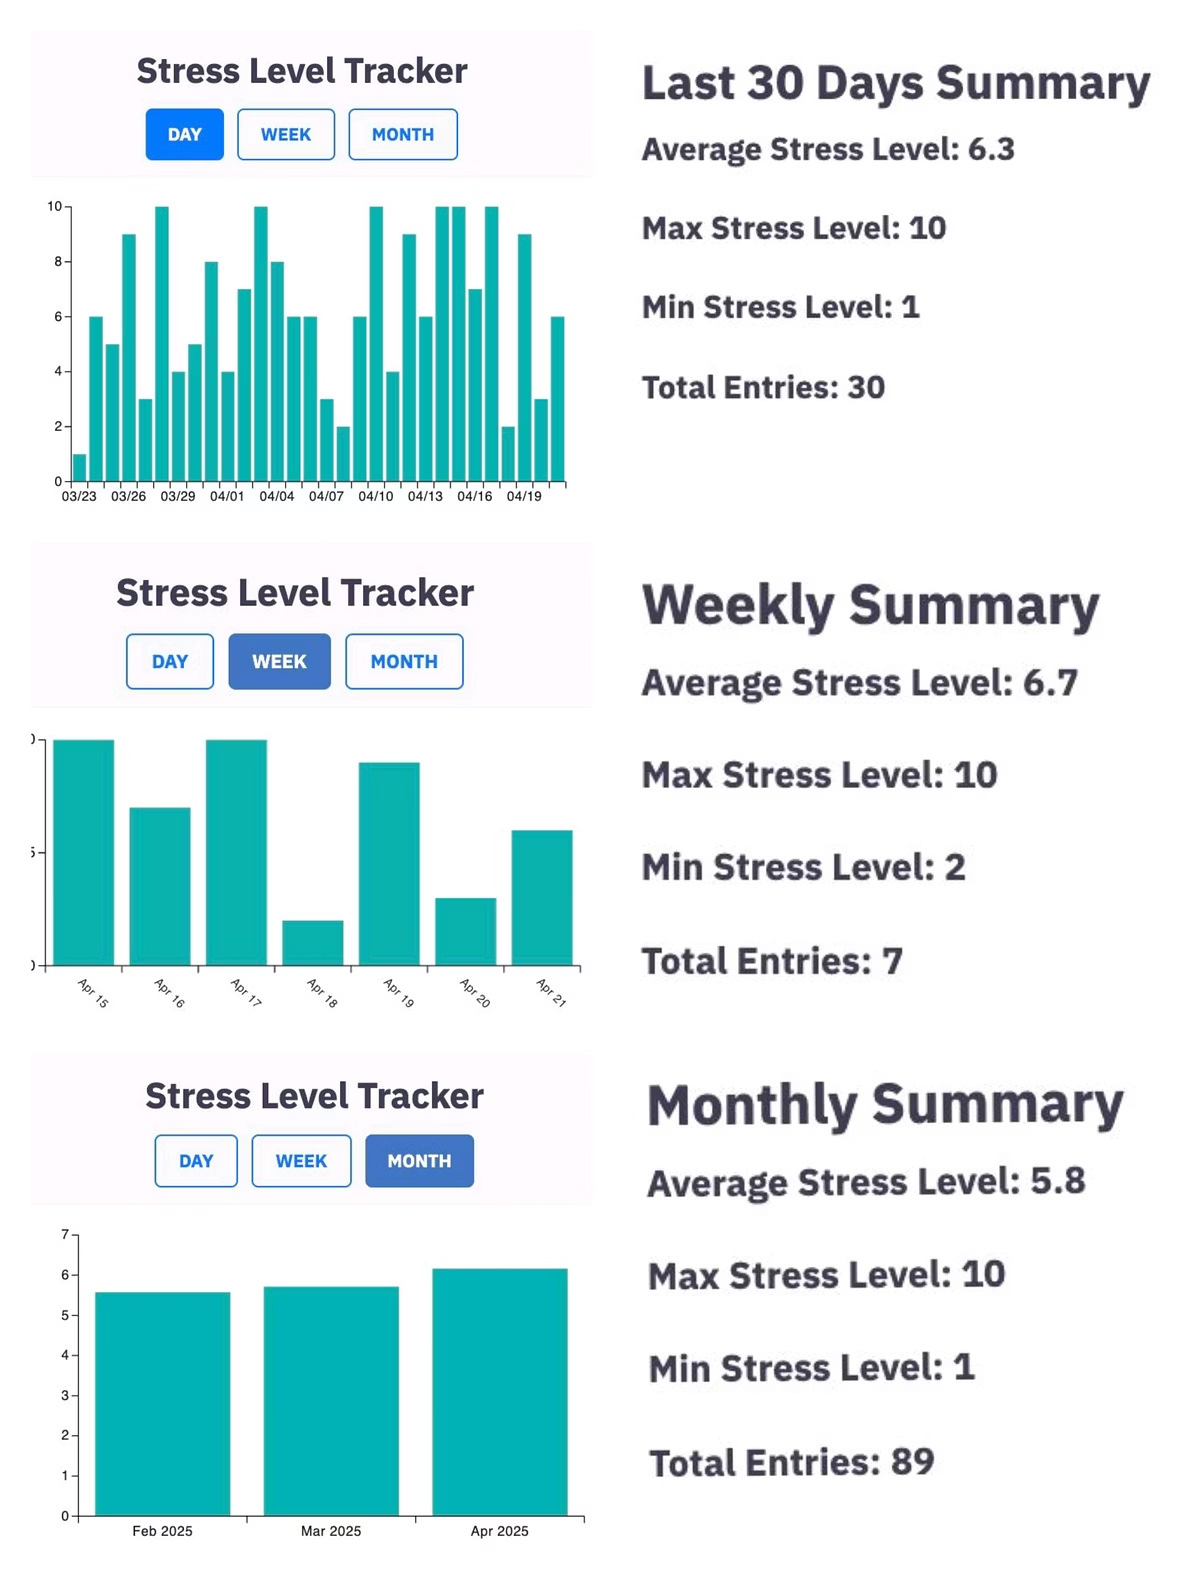 Stress Level Tracker
DAY WEEK MONTH
10
8
6
4
2
0
03/23 03/26 03/29 04/01 04/04 04/07 04/10 04/13 04/16 04/19
Last 30 Days Summary
Average Stress Level: 6.3
Max Stress Level: 10
Min Stress Level: 1
Total Entries: 30
Stress Level Tracker
DAY WEEK MONTH
0
5
0
Apr 15 Apr 16 Apr 17 Apr 18 Apr 19 Apr 20 Apr 21
Weekly Summary
Average Stress Level: 6.7
Max Stress Level: 10
Min Stress Level: 2
Total Entries: 7
Stress Level Tracker
DAY WEEK MONTH
7
6
5
4
3
2
1
0
Feb 2025 Mar 2025 Apr 2025
Monthly Summary
Average Stress Level: 5.8
Max Stress Level: 10
Min Stress Level: 1
Total Entries: 89